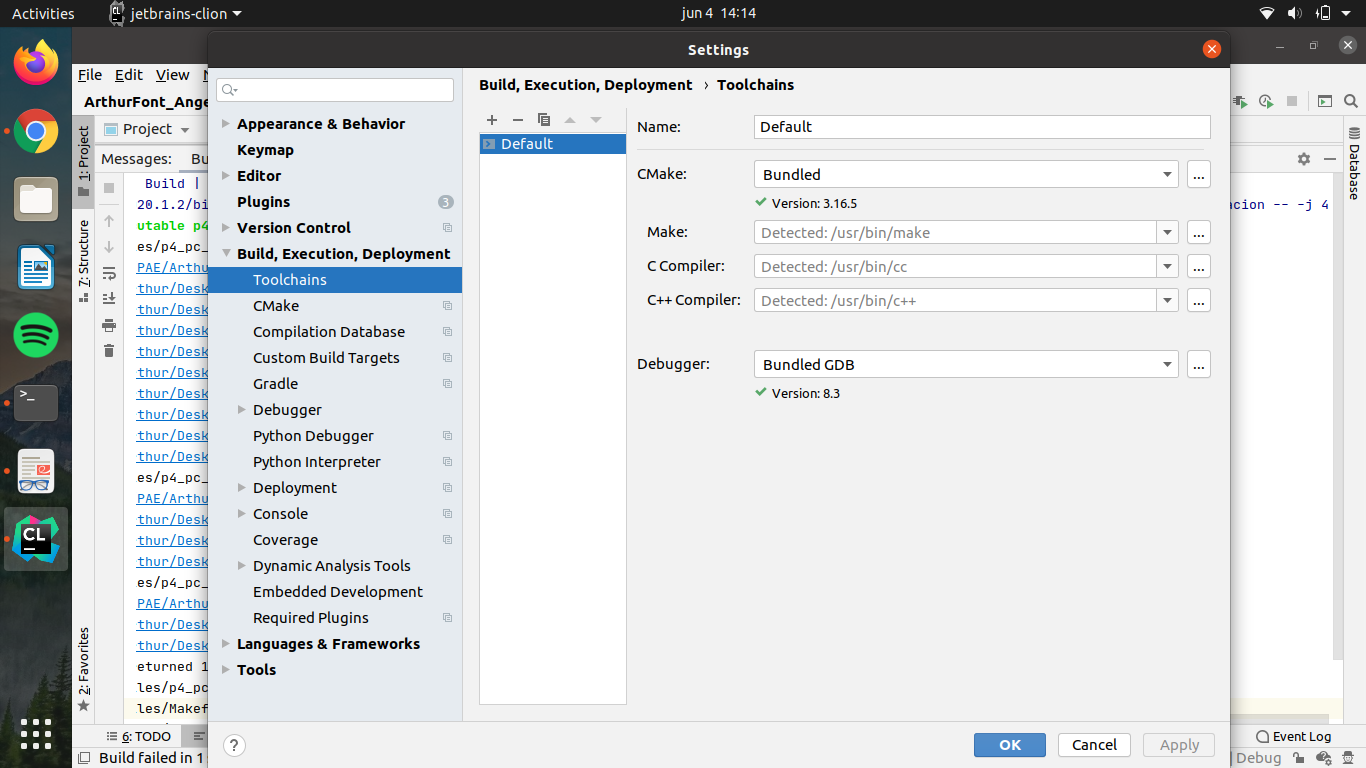 Activities
jetbrains-clion
jun 4 14:14
Settings
File Edit View
Build, Execution, Deployment › Toolchains
ArthurFont_Ange
Project
Messages:
1: Project
7: Structure
2: Favorites
Build |
20.1.2/bi
utable p4
es/p4_pc_
PAE/Arthu
thur/Desk
thur/Desk
thur/Desk
thur/Desk
thur/Desk
thur/Desk
thur/Desk
thur/Desk
thur/Desk
es/p4_pc_
PAE/Arthu
thur/Desk
thur/Desk
thur/Desk
es/p4_pc_
PAE/Arthu
thur/Desk
thur/Desk
eturned 1
les/p4_pc
les/Makef
6: TODO
Build failed in 1
Appearance & Behavior
Keymap
Editor
Plugins 3
Version Control
Build, Execution, Deployment
Toolchains
CMake
Compilation Database
Custom Build Targets
Gradle
Debugger
Python Debugger
Python Interpreter
Deployment
Console
Coverage
Dynamic Analysis Tools
Embedded Development
Required Plugins
Languages & Frameworks
Tools
Default
Name: Default
CMake: Bundled ...
Version: 3.16.5
Make: Detected: /usr/bin/make ...
C Compiler: Detected: /usr/bin/cc ...
C++ Compiler: Detected: /usr/bin/c++ ...
Debugger: Bundled GDB ...
Version: 8.3
?
OK
Cancel
Apply
Database
acion -- -j 4
Event Log
Debug
CL
>_
CL